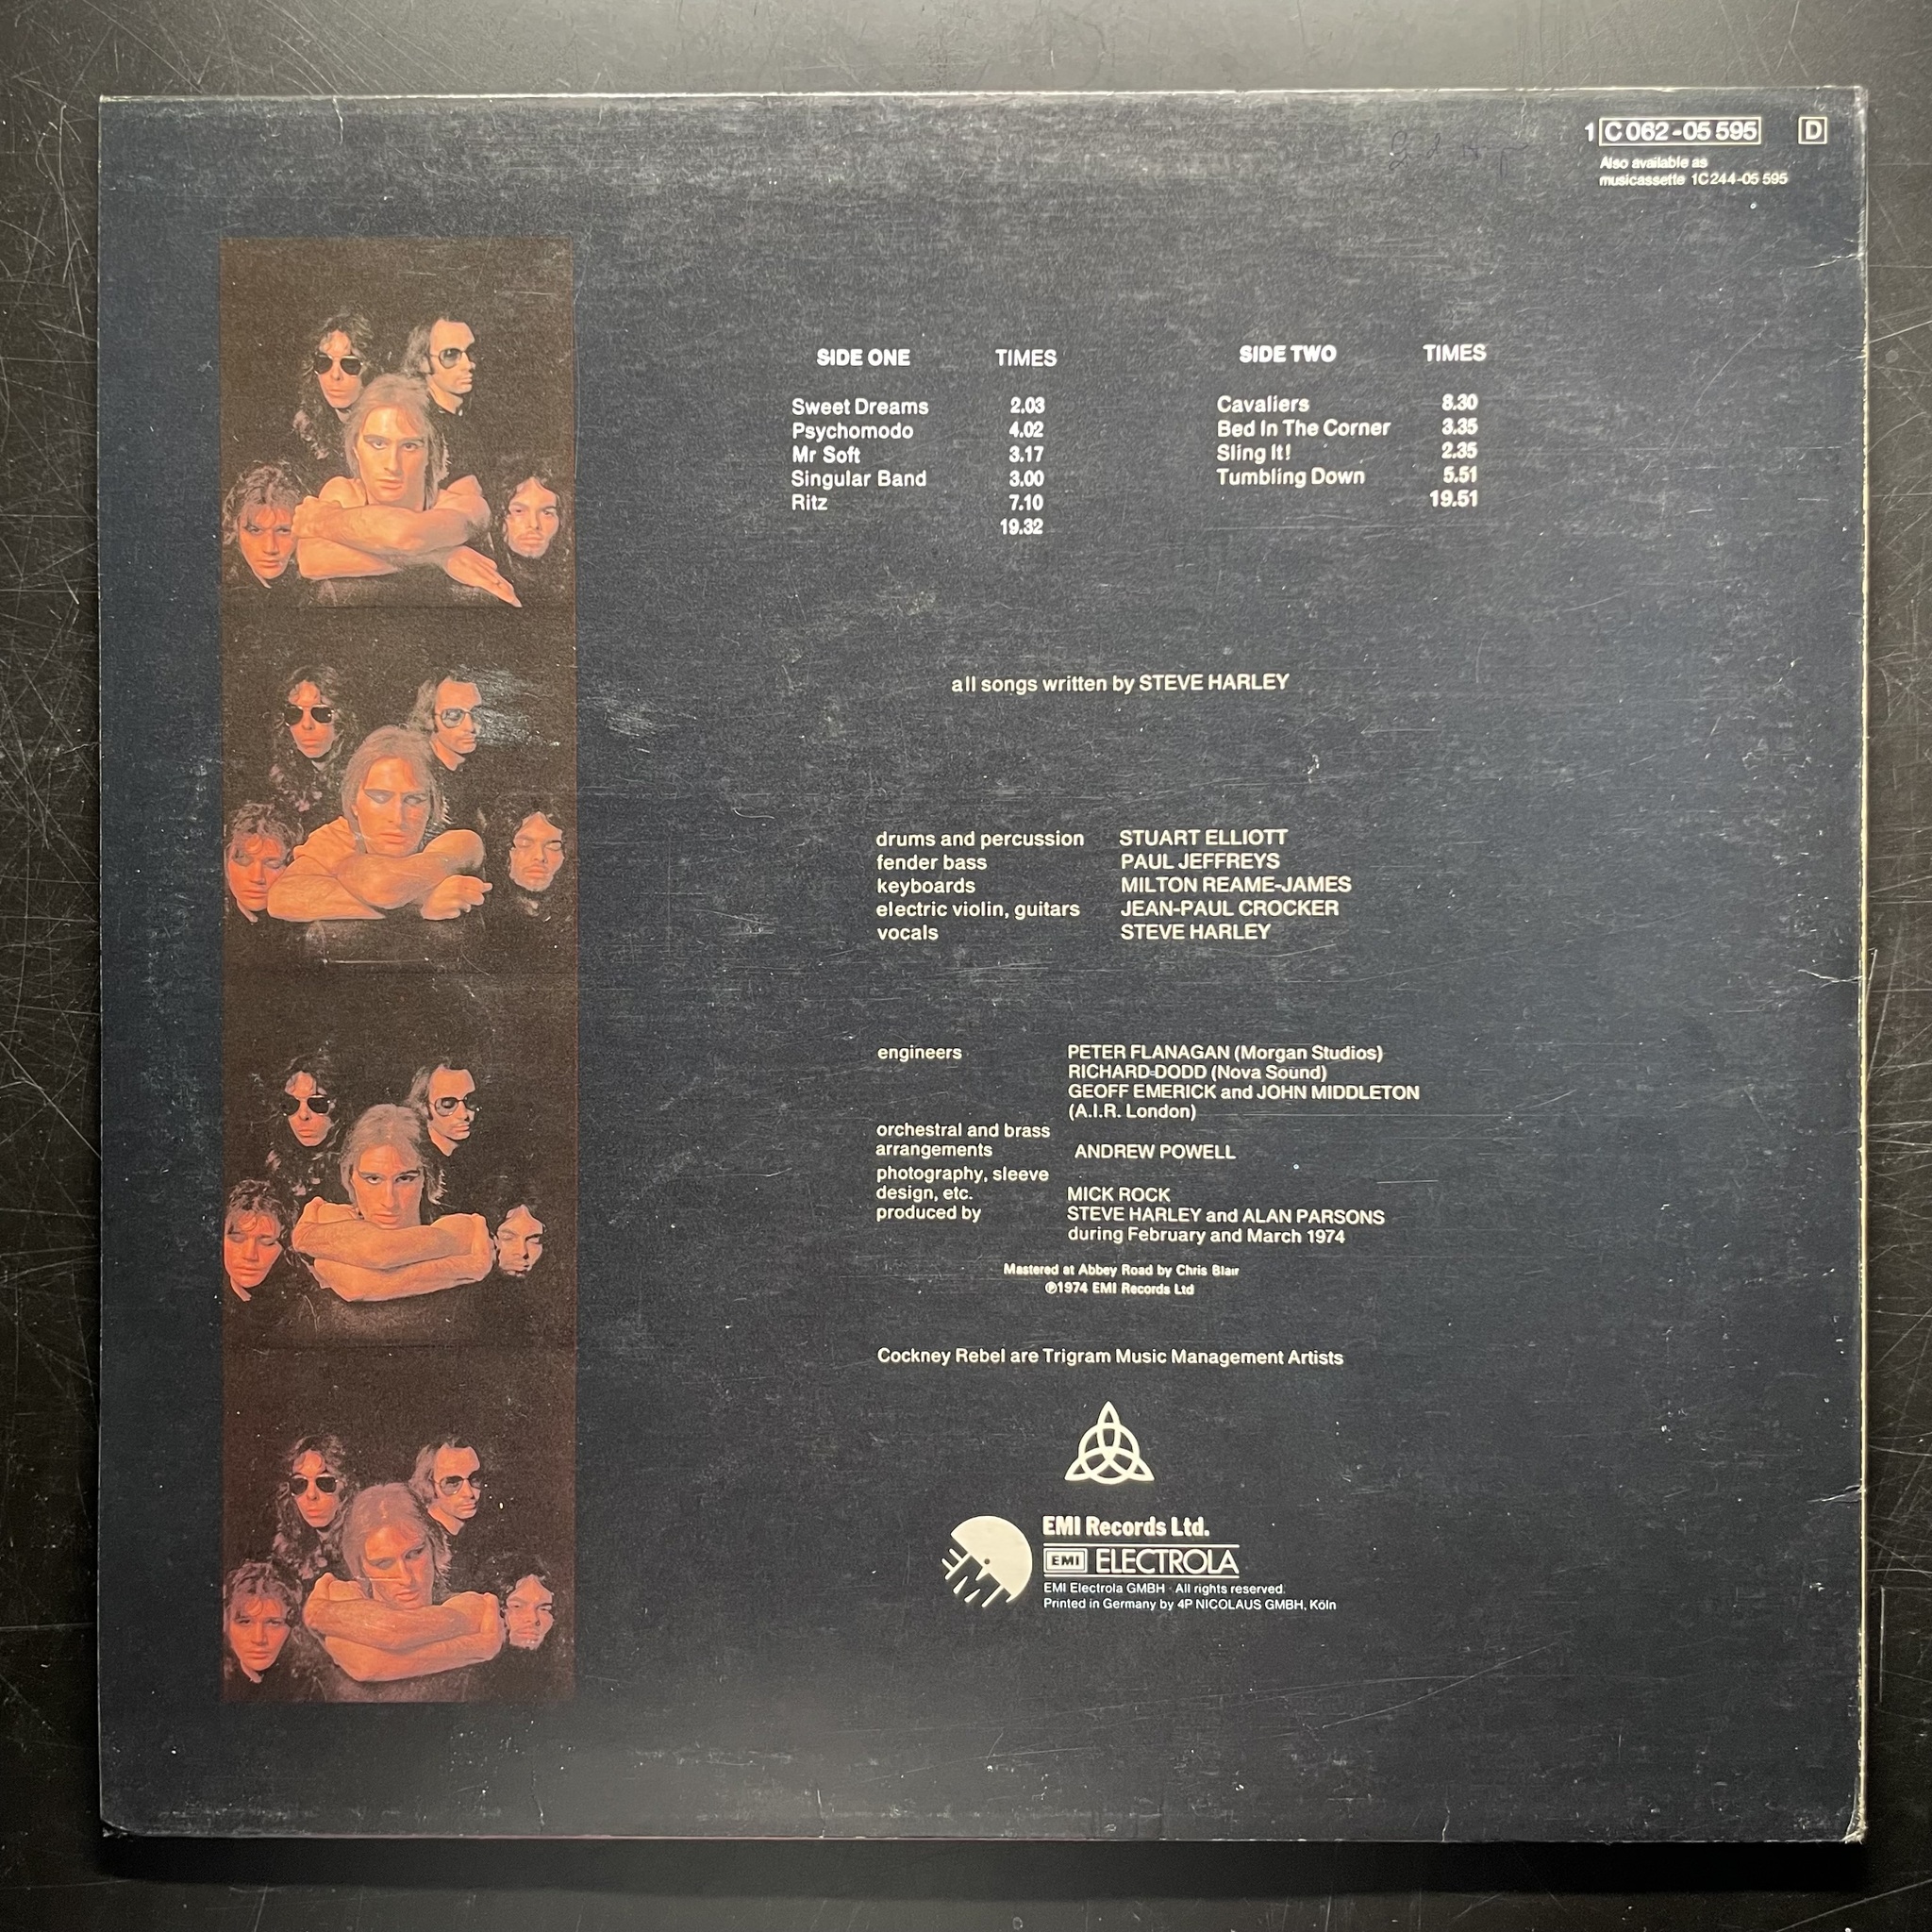 1 C 062-05 595 D
Also available as
musicassette 1C 244-05 595
SIDE ONE TIMES
Sweet Dreams 2.03
Psychomodo 4.02
Mr Soft 3.17
Singular Band 3.00
Ritz 7.10
19.32
SIDE TWO TIMES
Cavaliers 8.30
Bed In The Corner 3.35
Sling It! 2.35
Tumbling Down 5.51
19.51
all songs written by STEVE HARLEY
drums and percussion STUART ELLIOTT
fender bass PAUL JEFFREYS
keyboards MILTON REAME-JAMES
electric violin, guitars JEAN-PAUL CROCKER
vocals STEVE HARLEY
engineers PETER FLANAGAN (Morgan Studios)
RICHARD DODD (Nova Sound)
GEOFF EMERICK and JOHN MIDDLETON
(A.I.R. London)
orchestral and brass
arrangements ANDREW POWELL
photography, sleeve
design, etc. MICK ROCK
produced by STEVE HARLEY and ALAN PARSONS
during February and March 1974
Mastered at Abbey Road by Chris Blair
℗1974 EMI Records Ltd
Cockney Rebel are Trigram Music Management Artists
EMI
EMI Records Ltd.
EMI ELECTROLA
EMI Electrola GMBH · All rights reserved.
Printed in Germany by 4P NICOLAUS GMBH, Köln